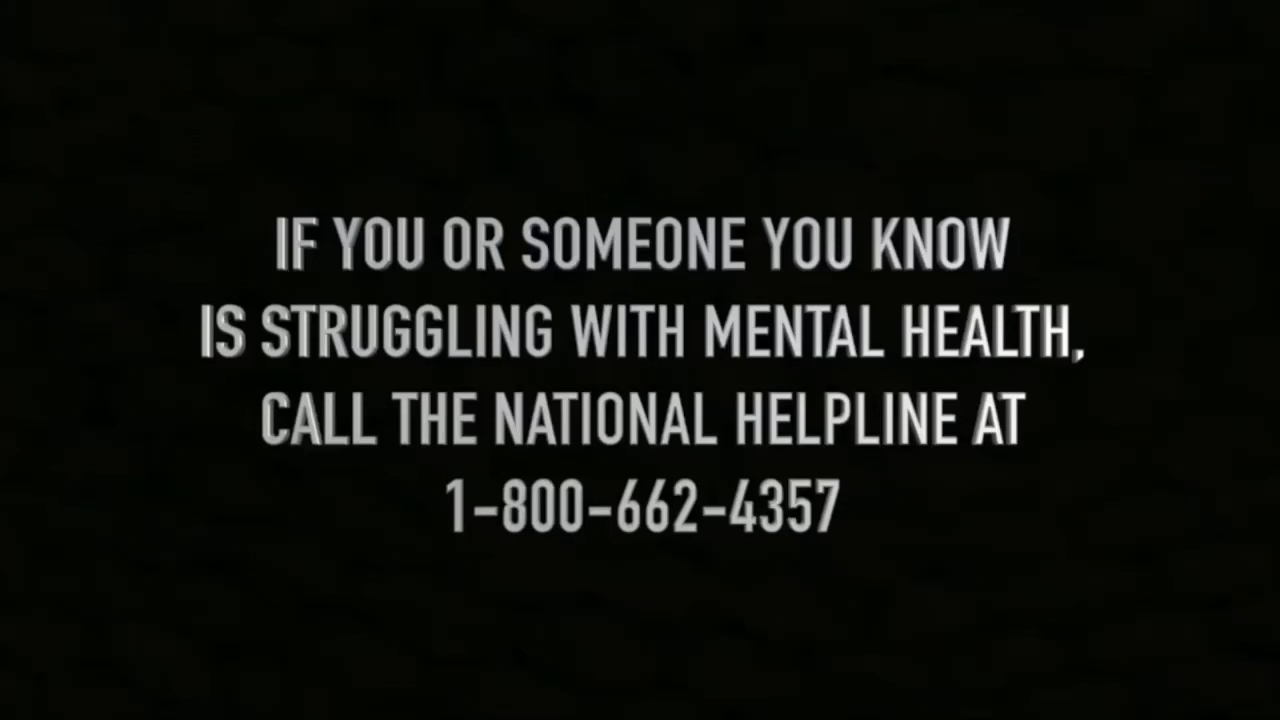 IF YOU OR SOMEONE YOU KNOW
IS STRUGGLING WITH MENTAL HEALTH,
CALL THE NATIONAL HELPLINE AT
1-800-662-4357